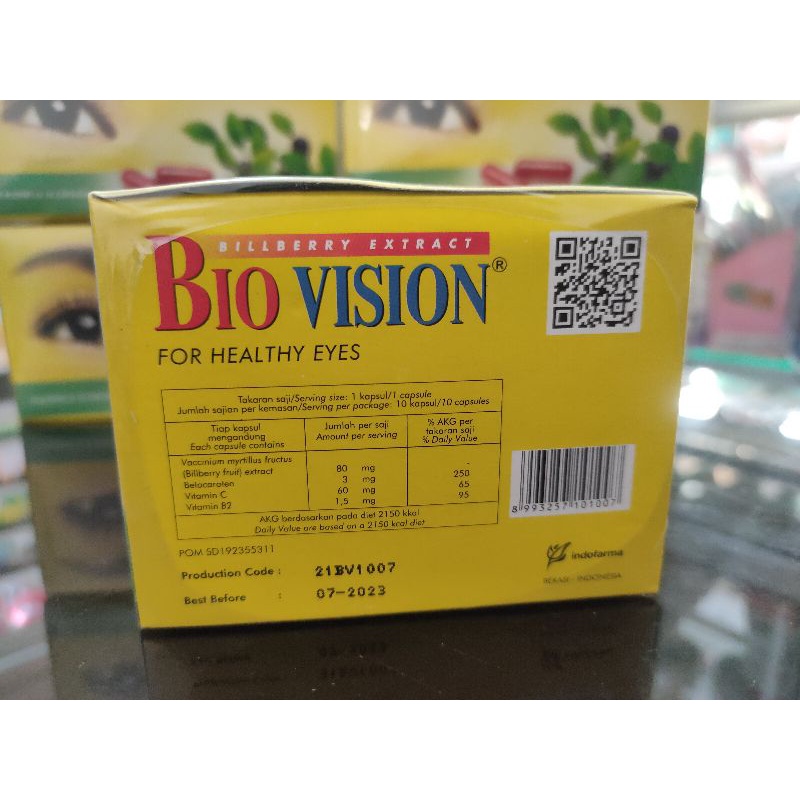 BILLBERRY EXTRACT
BIO VISION®
FOR HEALTHY EYES
Takaran saji/Serving size: 1 kapsul/1 capsule
Jumlah sajian per kemasan/Serving per package: 10 kapsul/10 capsules
Tiap kapsul mengandung Each capsule contains
Jumlah per saji Amount per serving
% AKG per takaran saji % Daily Value
Vaccinium myrtillus fructus
(Bilberry fruit) extract 80 mg -
Betacaroten 3 mg 250
Vitamin C 60 mg 65
Vitamin B2 1,5 mg 95
AKG berdasarkan pada diet 2150 kkal
Daily Value are based on a 2150 kcal diet
8 993257 101007
POM SD192355311
indofarma
BEKASI - INDONESIA
Production Code : 21BV1007
Best Before : 07-2023